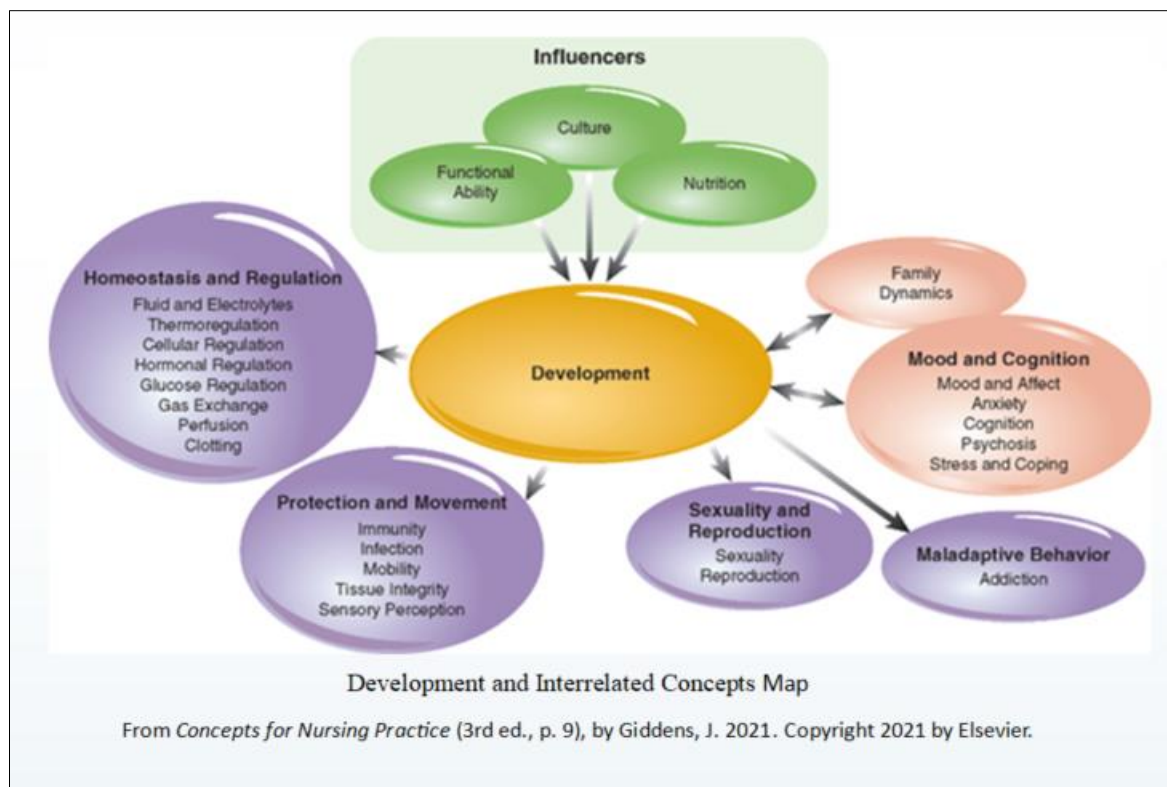 Influencers
Culture
Functional
Ability
Nutrition
Homeostasis and Regulation
Fluid and Electrolytes
Thermoregulation
Cellular Regulation
Hormonal Regulation
Glucose Regulation
Gas Exchange
Perfusion
Clotting
Development
Family
Dynamics
Mood and Cognition
Mood and Affect
Anxiety
Cognition
Psychosis
Stress and Coping
Protection and Movement
Immunity
Infection
Mobility
Tissue Integrity
Sensory Perception
Sexuality and
Reproduction
Sexuality
Reproduction
Maladaptive Behavior
Addiction
Development and Interrelated Concepts Map
From Concepts for Nursing Practice (3rd ed., p. 9), by Giddens, J. 2021. Copyright 2021 by Elsevier.